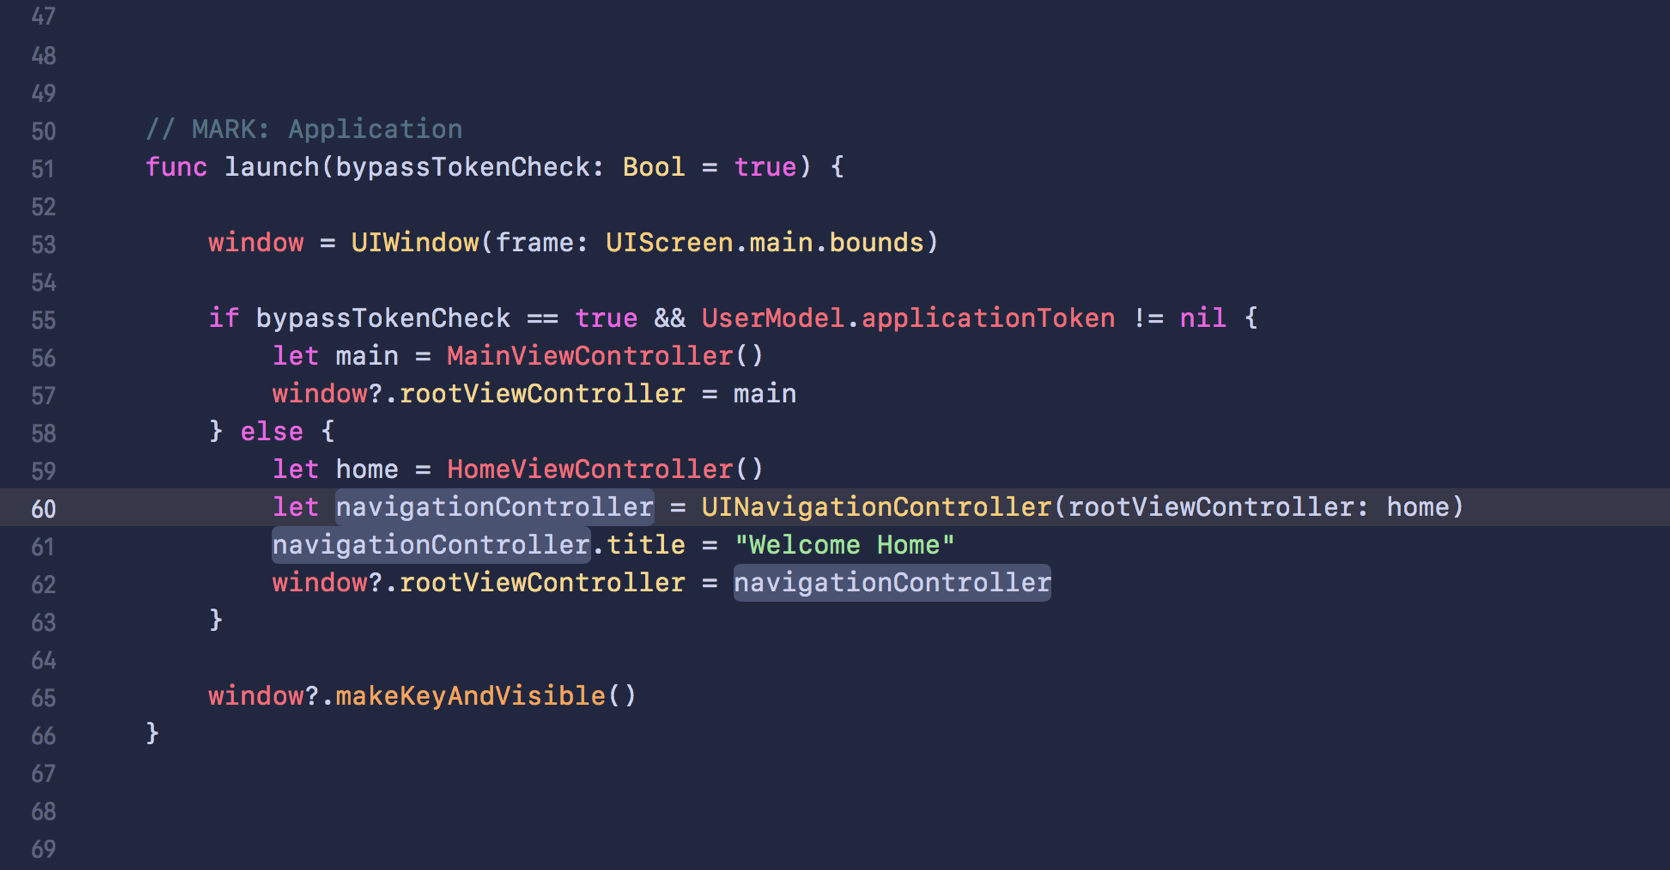 47
48
49
50 // MARK: Application
51 func launch(bypassTokenCheck: Bool = true) {
52
53 window = UIWindow(frame: UIScreen.main.bounds)
54
55 if bypassTokenCheck == true && UserModel.applicationToken != nil {
56 let main = MainViewController()
57 window?.rootViewController = main
58 } else {
59 let home = HomeViewController()
60 let navigationController = UINavigationController(rootViewController: home)
61 navigationController.title = "Welcome Home"
62 window?.rootViewController = navigationController
63 }
64
65 window?.makeKeyAndVisible()
66 }
67
68
69